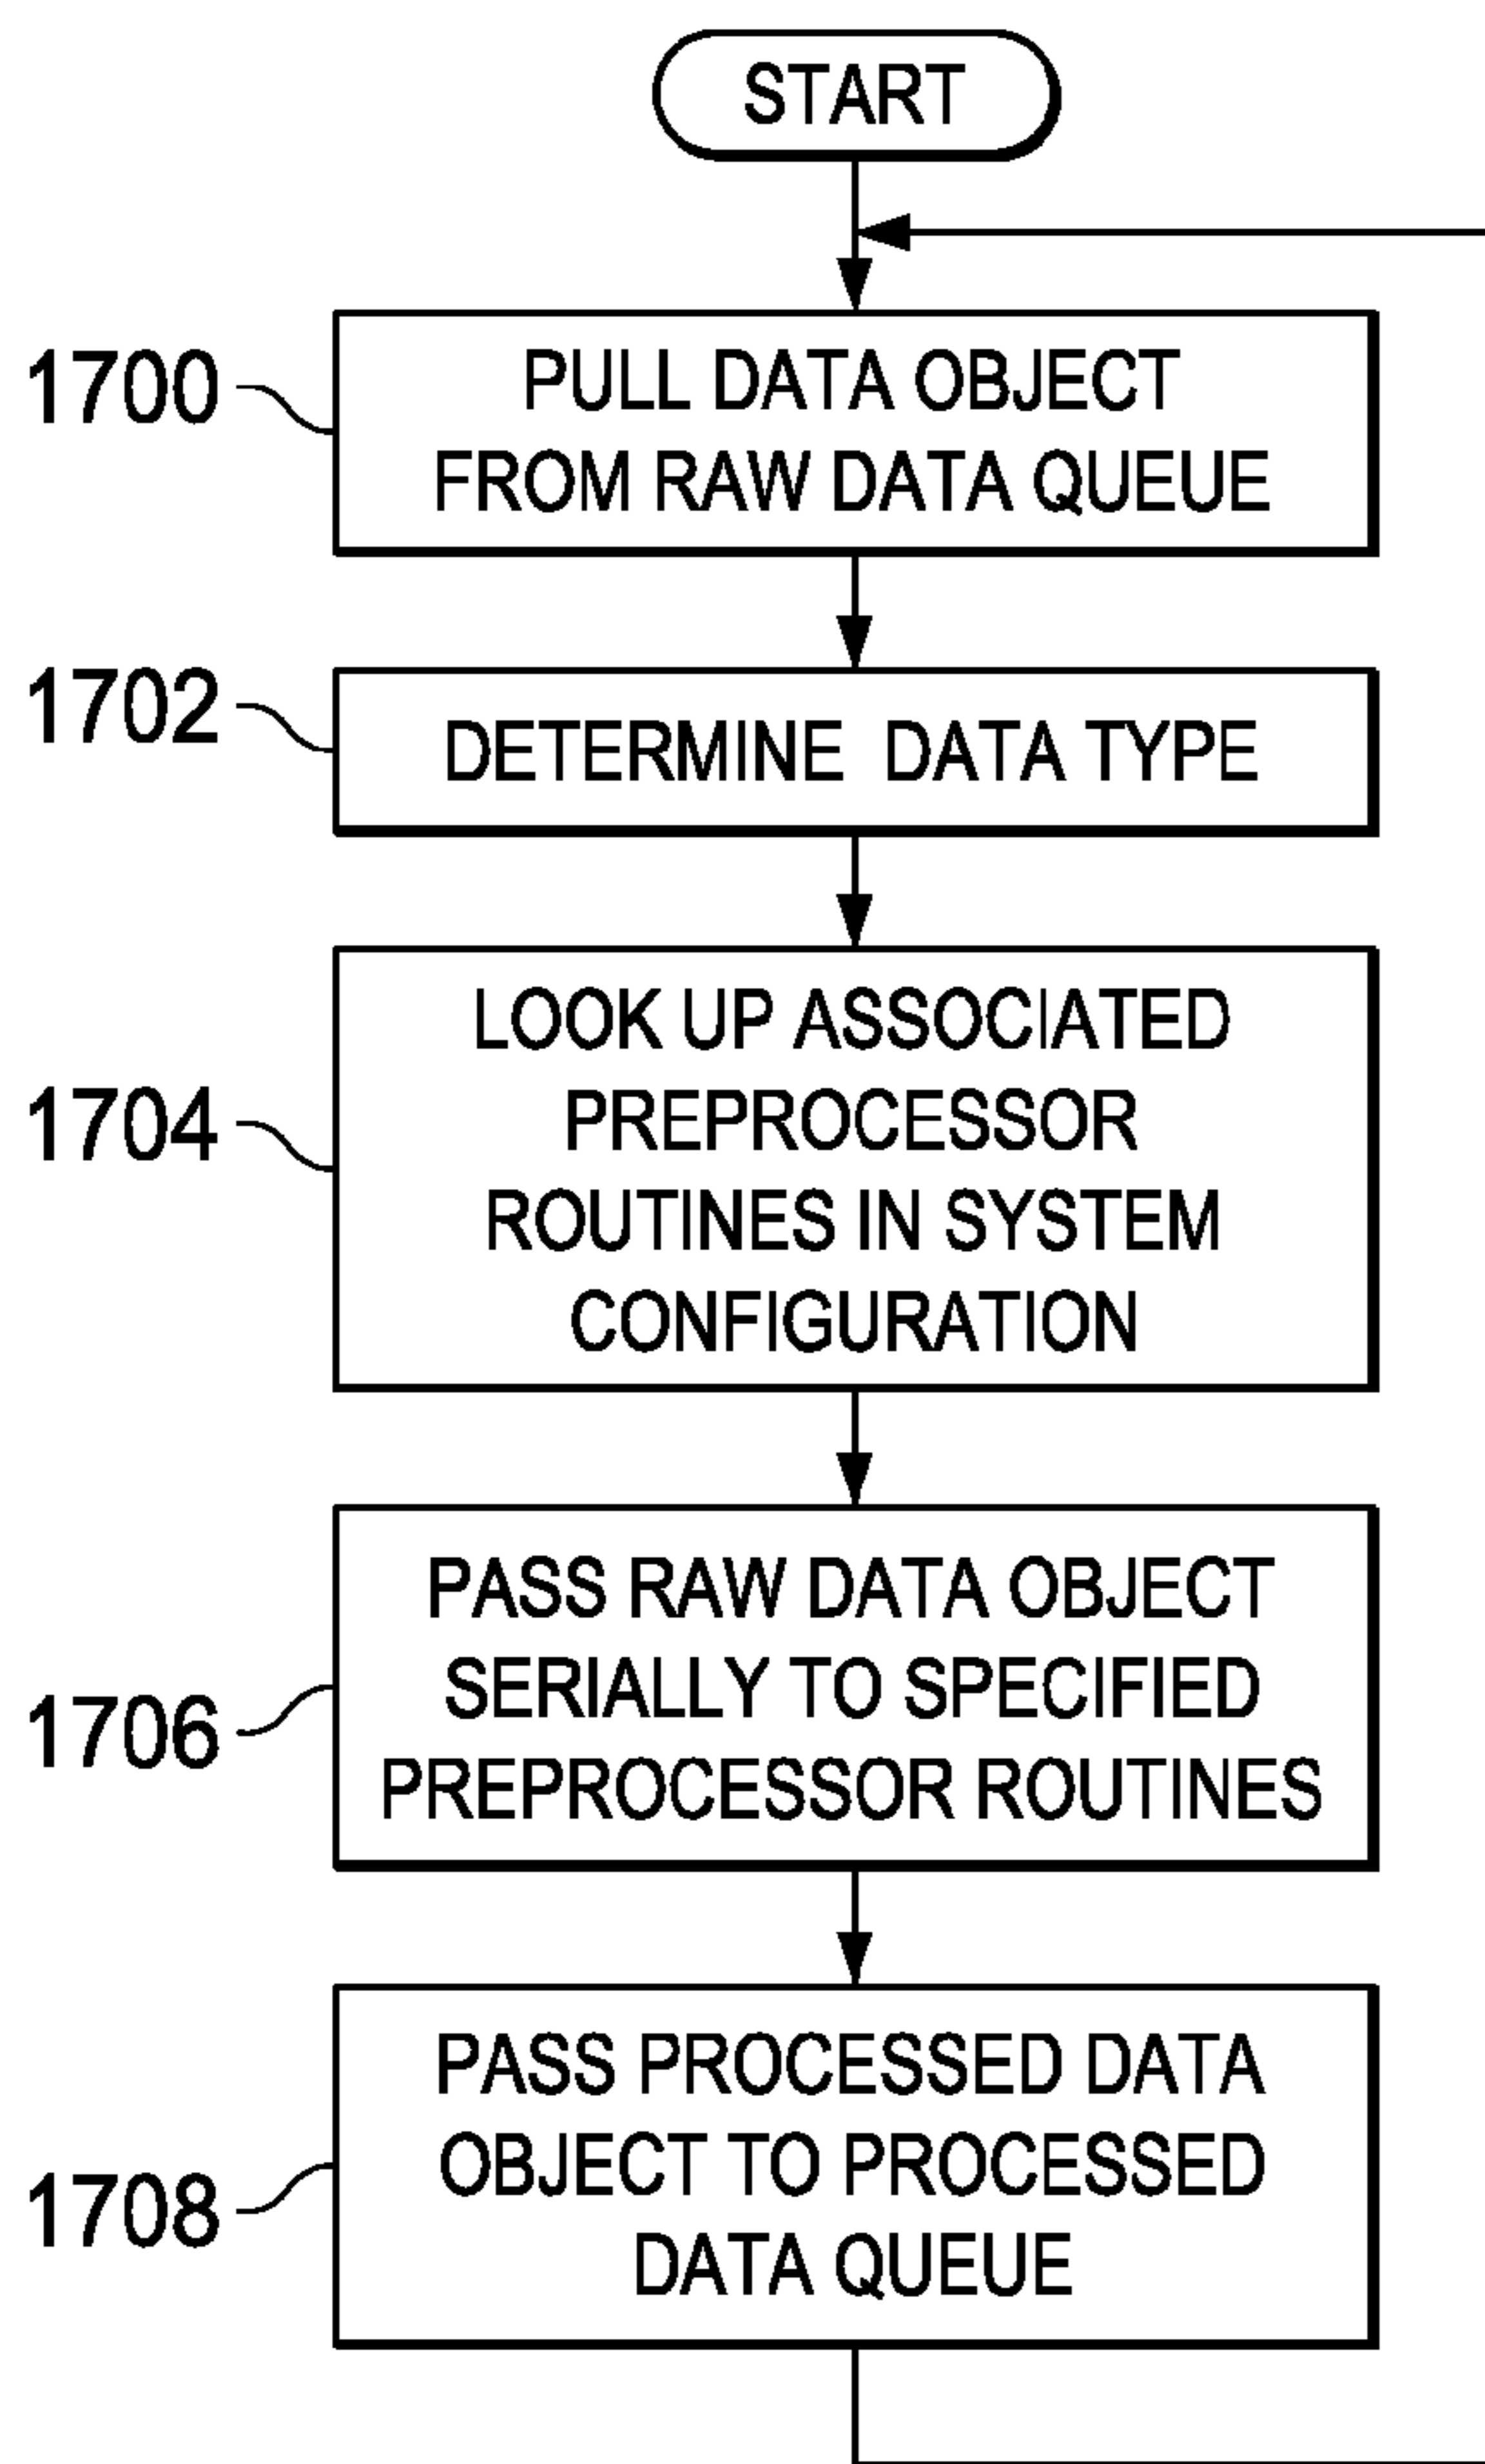 START
1700
PULL DATA OBJECT
FROM RAW DATA QUEUE
1702
DETERMINE DATA TYPE
1704
LOOK UP ASSOCIATED
PREPROCESSOR
ROUTINES IN SYSTEM
CONFIGURATION
1706
PASS RAW DATA OBJECT
SERIALLY TO SPECIFIED
PREPROCESSOR ROUTINES
1708
PASS PROCESSED DATA
OBJECT TO PROCESSED
DATA QUEUE